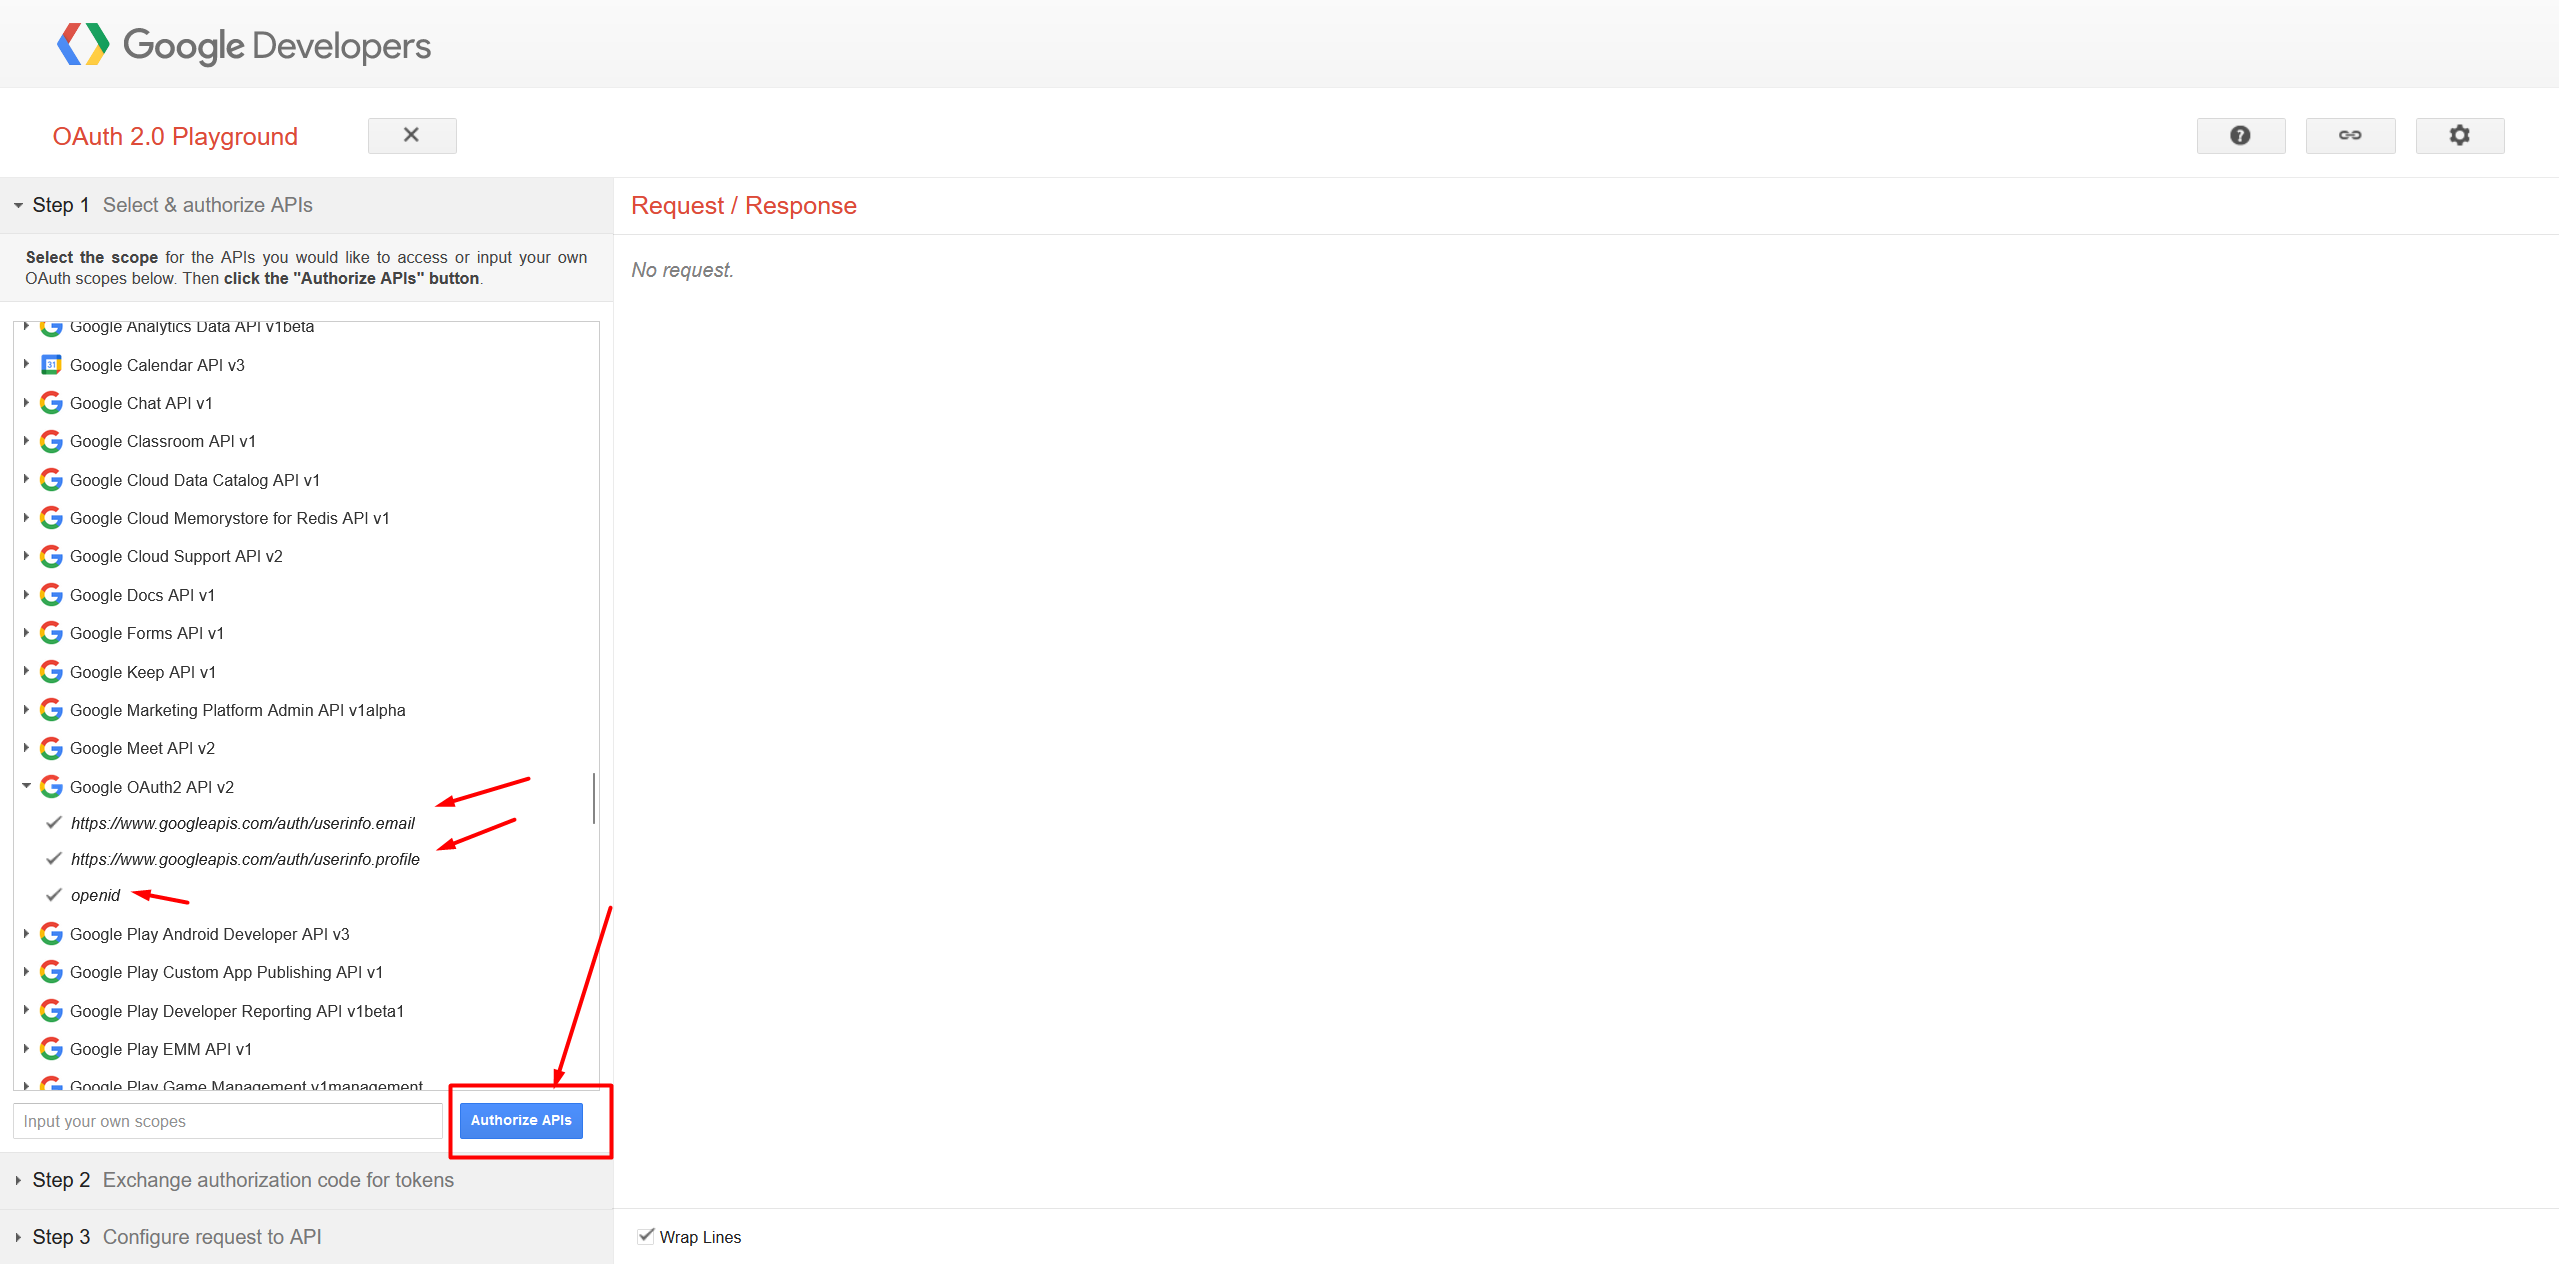 Google Developers
OAuth 2.0 Playground
Step 1 Select & authorize APIs
Select the scope for the APIs you would like to access or input your own
OAuth scopes below. Then click the "Authorize APIs" button.
Google Analytics Data API v1beta
31
Google Calendar API v3
Google Chat API v1
Google Classroom API v1
Google Cloud Data Catalog API v1
Google Cloud Memorystore for Redis API v1
Google Cloud Support API v2
Google Docs API v1
Google Forms API v1
Google Keep API v1
Google Marketing Platform Admin API v1alpha
Google Meet API v2
Google OAuth2 API v2
https://www.googleapis.com/auth/userinfo.email
https://www.googleapis.com/auth/userinfo.profile
openid
Google Play Android Developer API v3
Google Play Custom App Publishing API v1
Google Play Developer Reporting API v1beta1
Google Play EMM API v1
Google Play Game Management v1management
Input your own scopes
Authorize APIs
Step 2 Exchange authorization code for tokens
Step 3 Configure request to API
Request / Response
No request.
Wrap Lines